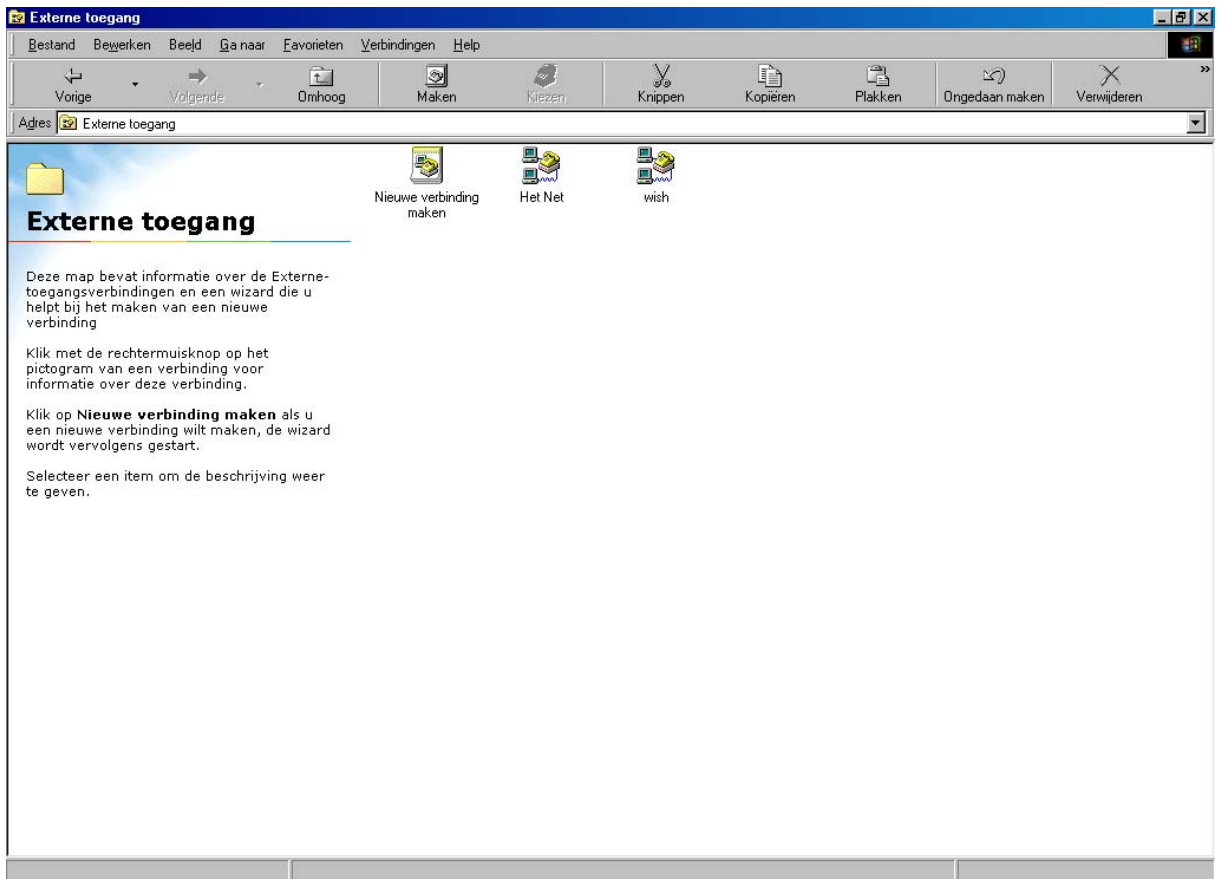 Externe toegang
Bestand Bewerken Beeld Ga naar Favorieten Verbindingen Help
Vorige Volgende Omhoog Maken Kiezen Knippen Kopiëren Plakken Ongedaan maken Verwijderen »
Adres Externe toegang
Nieuwe verbinding
maken
Het Net
wish
Externe toegang
Deze map bevat informatie over de Externe-
toegangsverbindingen en een wizard die u
helpt bij het maken van een nieuwe
verbinding
Klik met de rechtermuisknop op het
pictogram van een verbinding voor
informatie over deze verbinding.
Klik op Nieuwe verbinding maken als u
een nieuwe verbinding wilt maken, de wizard
wordt vervolgens gestart.
Selecteer een item om de beschrijving weer
te geven.